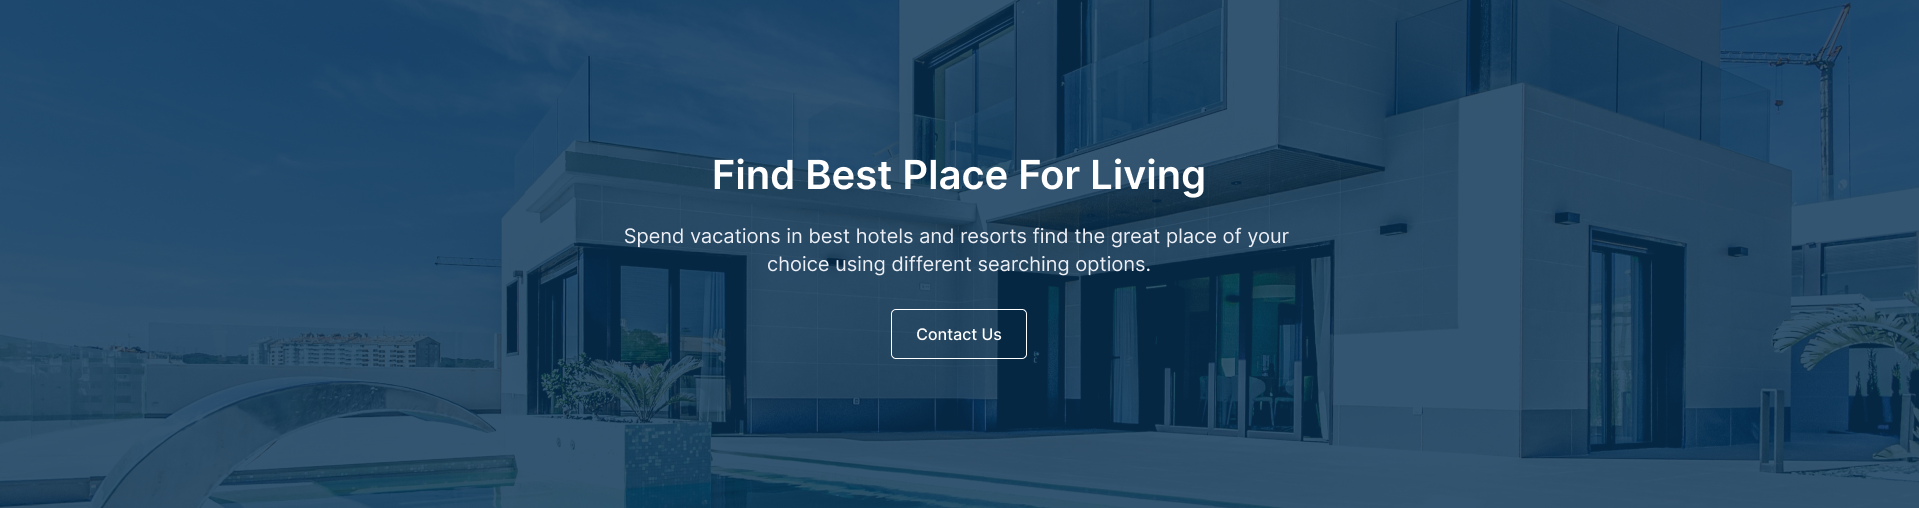 Find Best Place For Living
Spend vacations in best hotels and resorts find the great place of your
choice using different searching options.
Contact Us